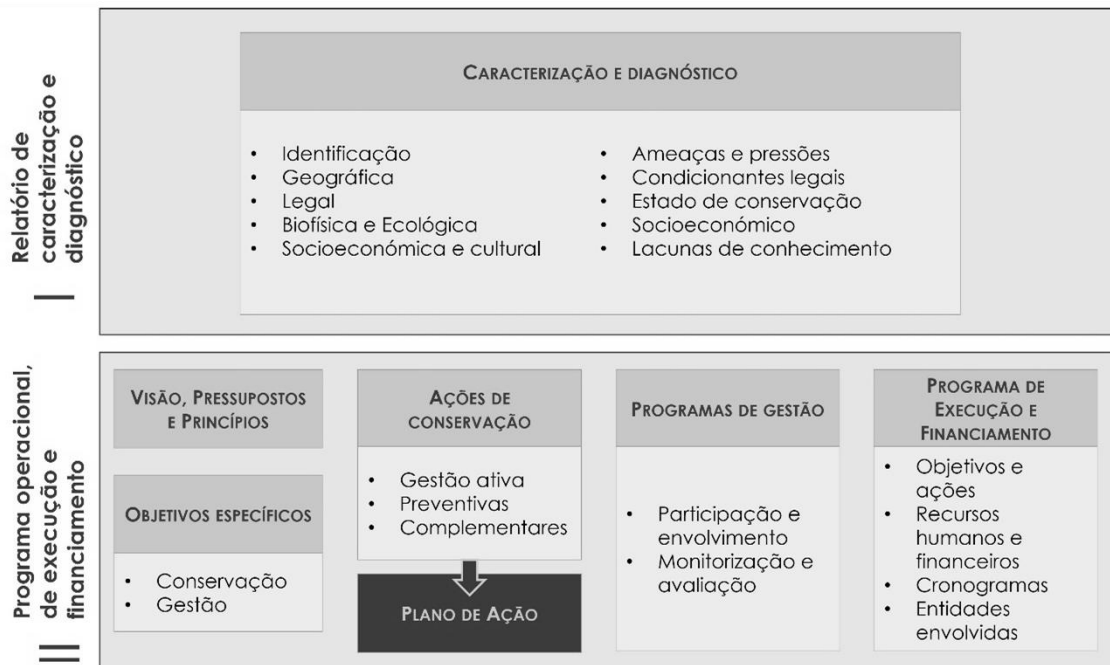 Relatório de
caracterização e
diagnóstico
I
CARACTERIZAÇÃO E DIAGNÓSTICO
• Identificação
• Geográfica
• Legal
• Biofísica e Ecológica
• Socioeconómica e cultural
• Ameaças e pressões
• Condicionantes legais
• Estado de conservação
• Socioeconómico
• Lacunas de conhecimento
Programa operacional,
de execução e
financiamento
II
VISÃO, PRESSUPOSTOS
E PRINCÍPIOS
OBJETIVOS ESPECÍFICOS
• Conservação
• Gestão
AÇÕES DE
CONSERVAÇÃO
• Gestão ativa
• Preventivas
• Complementares
PLANO DE AÇÃO
PROGRAMAS DE GESTÃO
• Participação e
envolvimento
• Monitorização e
avaliação
PROGRAMA DE
EXECUÇÃO E
FINANCIAMENTO
• Objetivos e
ações
• Recursos
humanos e
financeiros
• Cronogramas
• Entidades
envolvidas